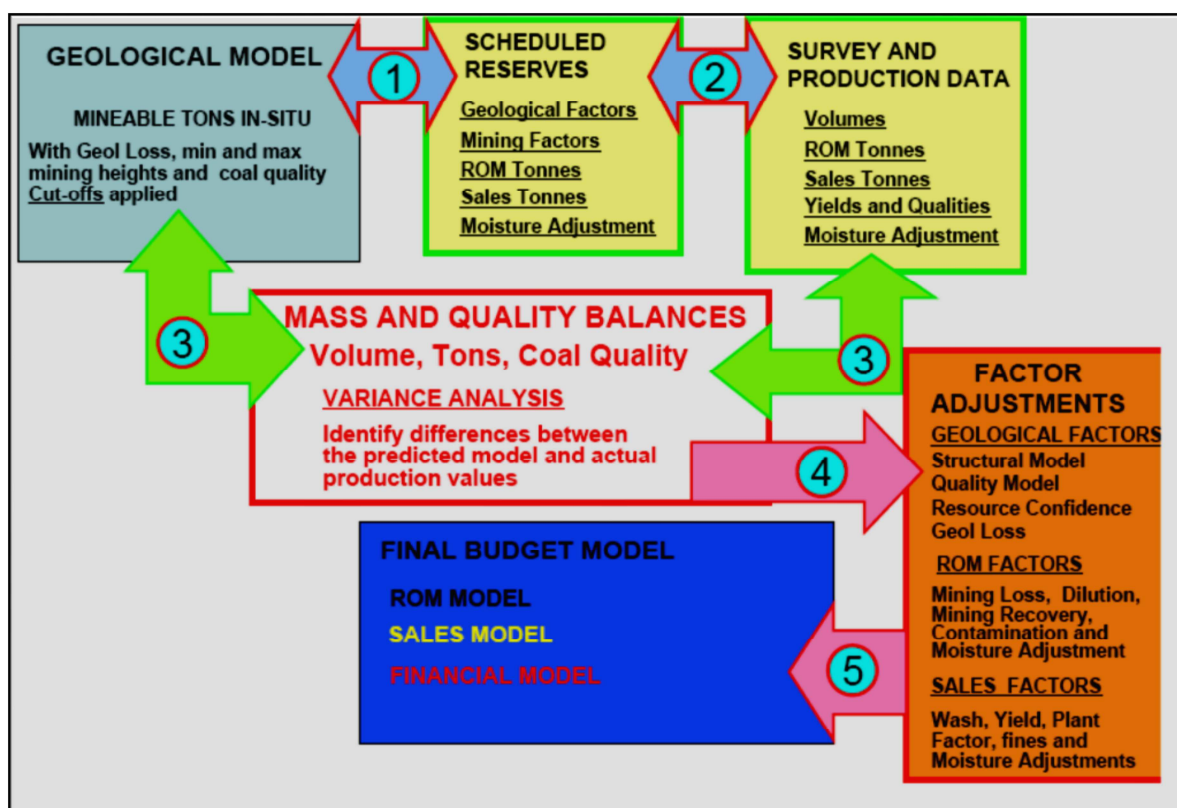 GEOLOGICAL MODEL
MINEABLE TONS IN-SITU
With Geol Loss, min and max
mining heights and coal quality
Cut-offs applied
1
SCHEDULED
RESERVES
Geological Factors
Mining Factors
ROM Tonnes
Sales Tonnes
Moisture Adjustment
2
SURVEY AND
PRODUCTION DATA
Volumes
ROM Tonnes
Sales Tonnes
Yields and Qualities
Moisture Adjustment
3
MASS AND QUALITY BALANCES
Volume, Tons, Coal Quality
VARIANCE ANALYSIS
Identify differences between
the predicted model and actual
production values
3
4
FACTOR
ADJUSTMENTS
GEOLOGICAL FACTORS
Structural Model
Quality Model
Resource Confidence
Geol Loss
ROM FACTORS
Mining Loss, Dilution,
Mining Recovery,
Contamination and
Moisture Adjustment
SALES FACTORS
Wash, Yield, Plant
Factor, fines and
Moisture Adjustments
5
FINAL BUDGET MODEL
ROM MODEL
SALES MODEL
FINANCIAL MODEL